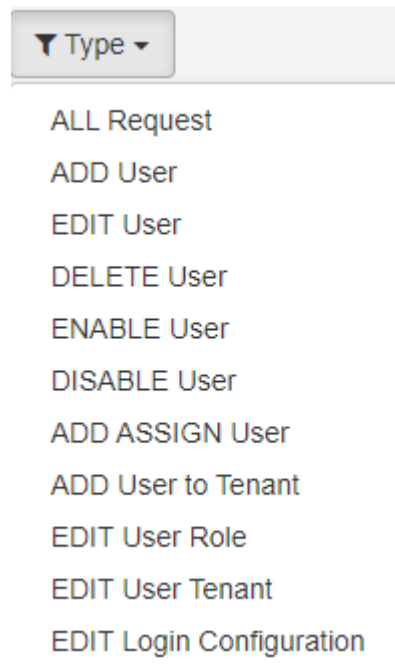 Type
ALL Request
ADD User
EDIT User
DELETE User
ENABLE User
DISABLE User
ADD ASSIGN User
ADD User to Tenant
EDIT User Role
EDIT User Tenant
EDIT Login Configuration